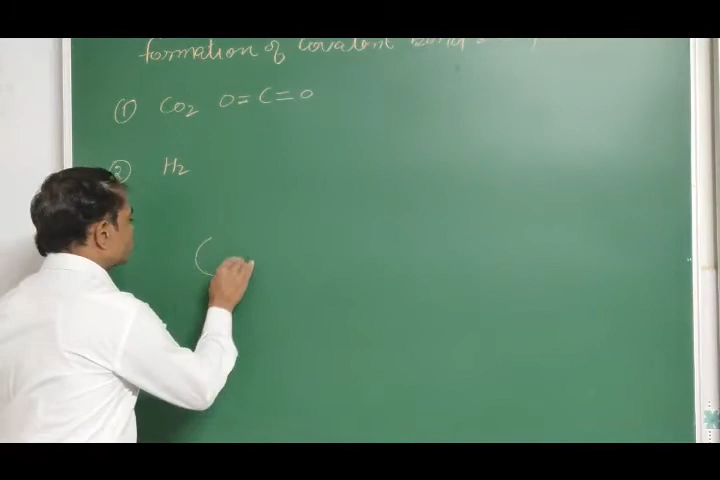 formation of covalent bond
① CO2 O=C=O
② H2